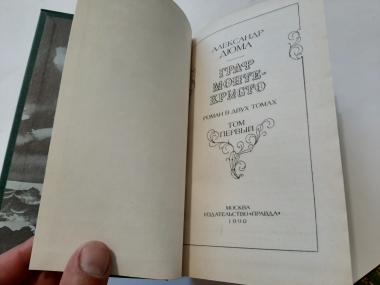 АЛЕКСАНДР
ДЮМА
ГРАФ
МОНТЕ-
КРИСТО
РОМАН В ДВУХ ТОМАХ
ТОМ
ПЕРВЫЙ
МОСКВА
ИЗДАТЕЛЬСТВО «ПРАВДА»
1990